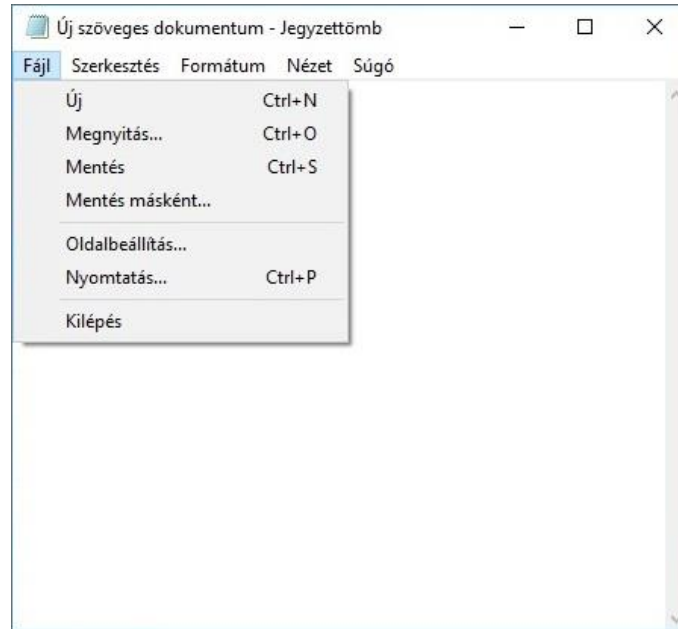 Új szöveges dokumentum - Jegyzettömb
Fájl Szerkesztés Formátum Nézet Súgó
Új Ctrl+N
Megnyitás... Ctrl+O
Mentés Ctrl+S
Mentés másként...
Oldalbeállítás...
Nyomtatás... Ctrl+P
Kilépés